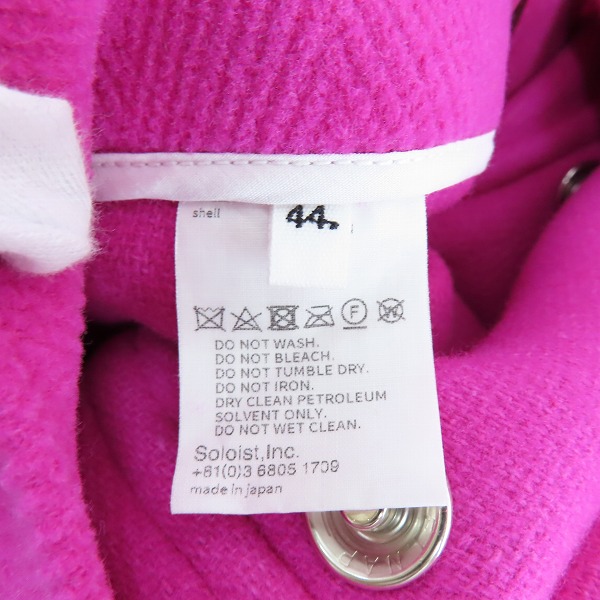 shell
44.
F
W
DO NOT WASH.
DO NOT BLEACH.
DO NOT TUMBLE DRY.
DO NOT IRON.
DRY CLEAN PETROLEUM
SOLVENT ONLY.
DO NOT WET CLEAN.
Soloist,Inc.
+81(0)3 6805 1709
made in japan